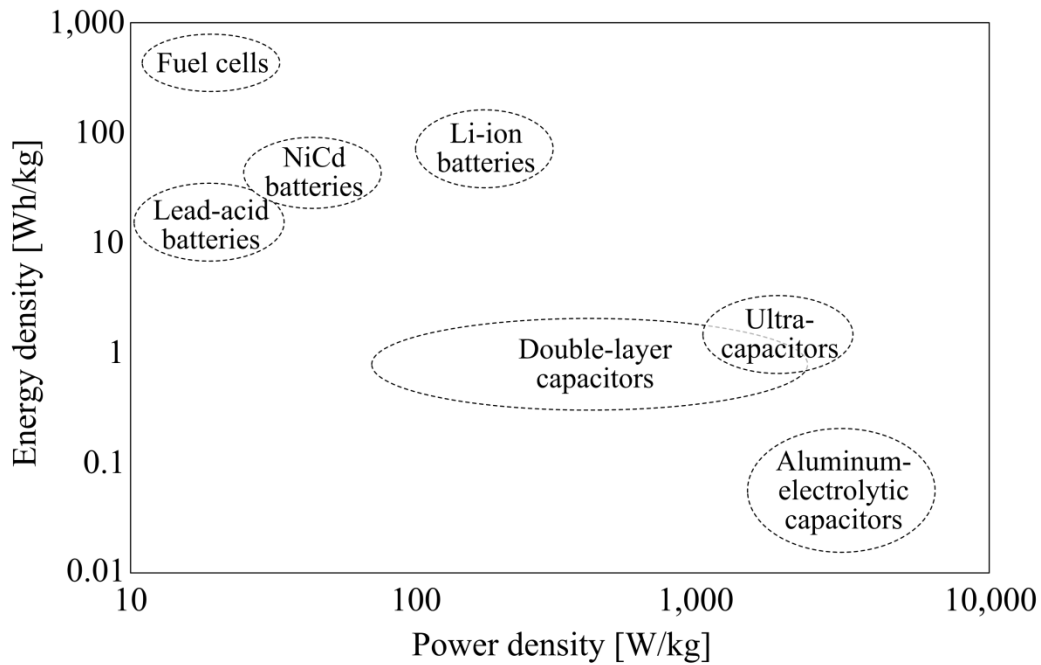 1,000
Fuel cells
100
Li-ion
batteries
NiCd
batteries
Lead-acid
batteries
10
Energy density [Wh/kg]
1
Double-layer
capacitors
Ultra-
capacitors
0.1
Aluminum-
electrolytic
capacitors
0.01
10
100
1,000
10,000
Power density [W/kg]